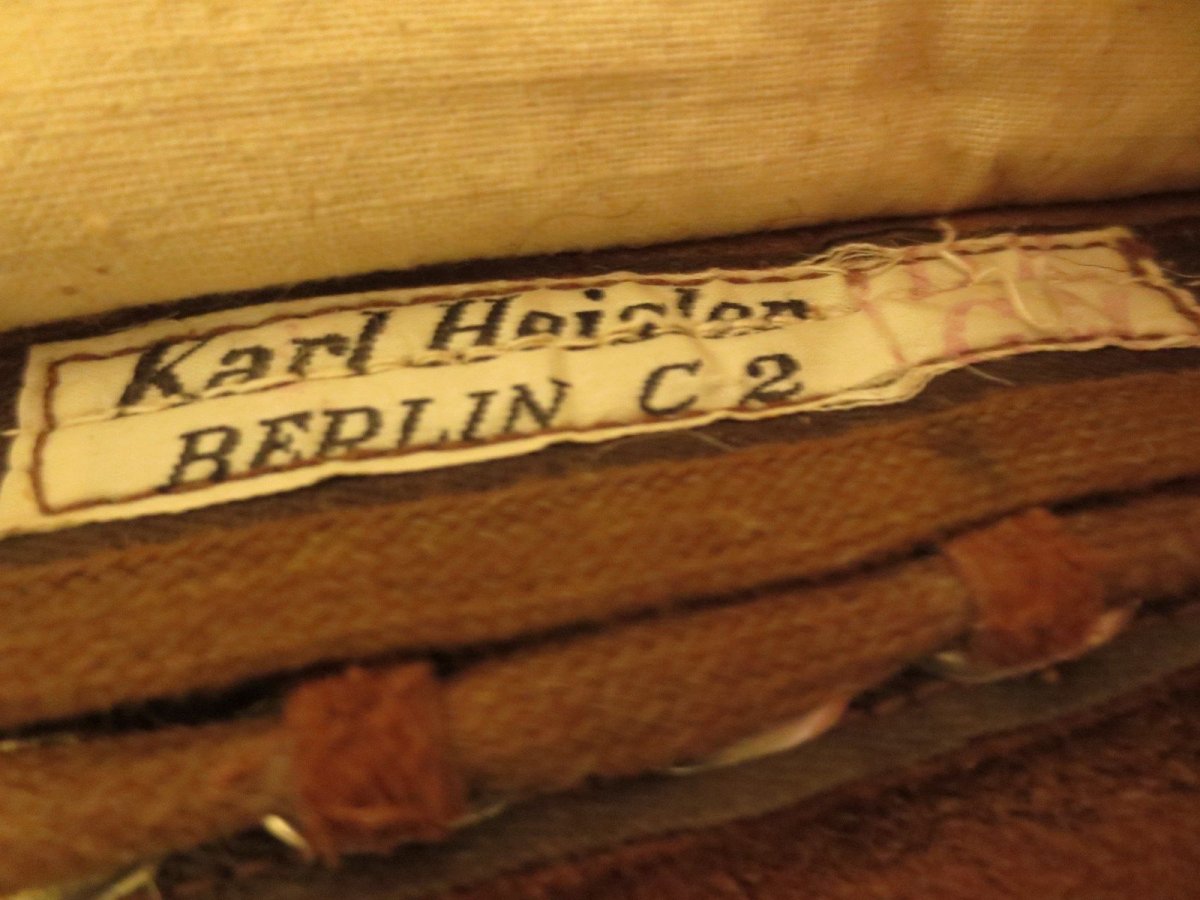 Karl Heisler
BERLIN C 2